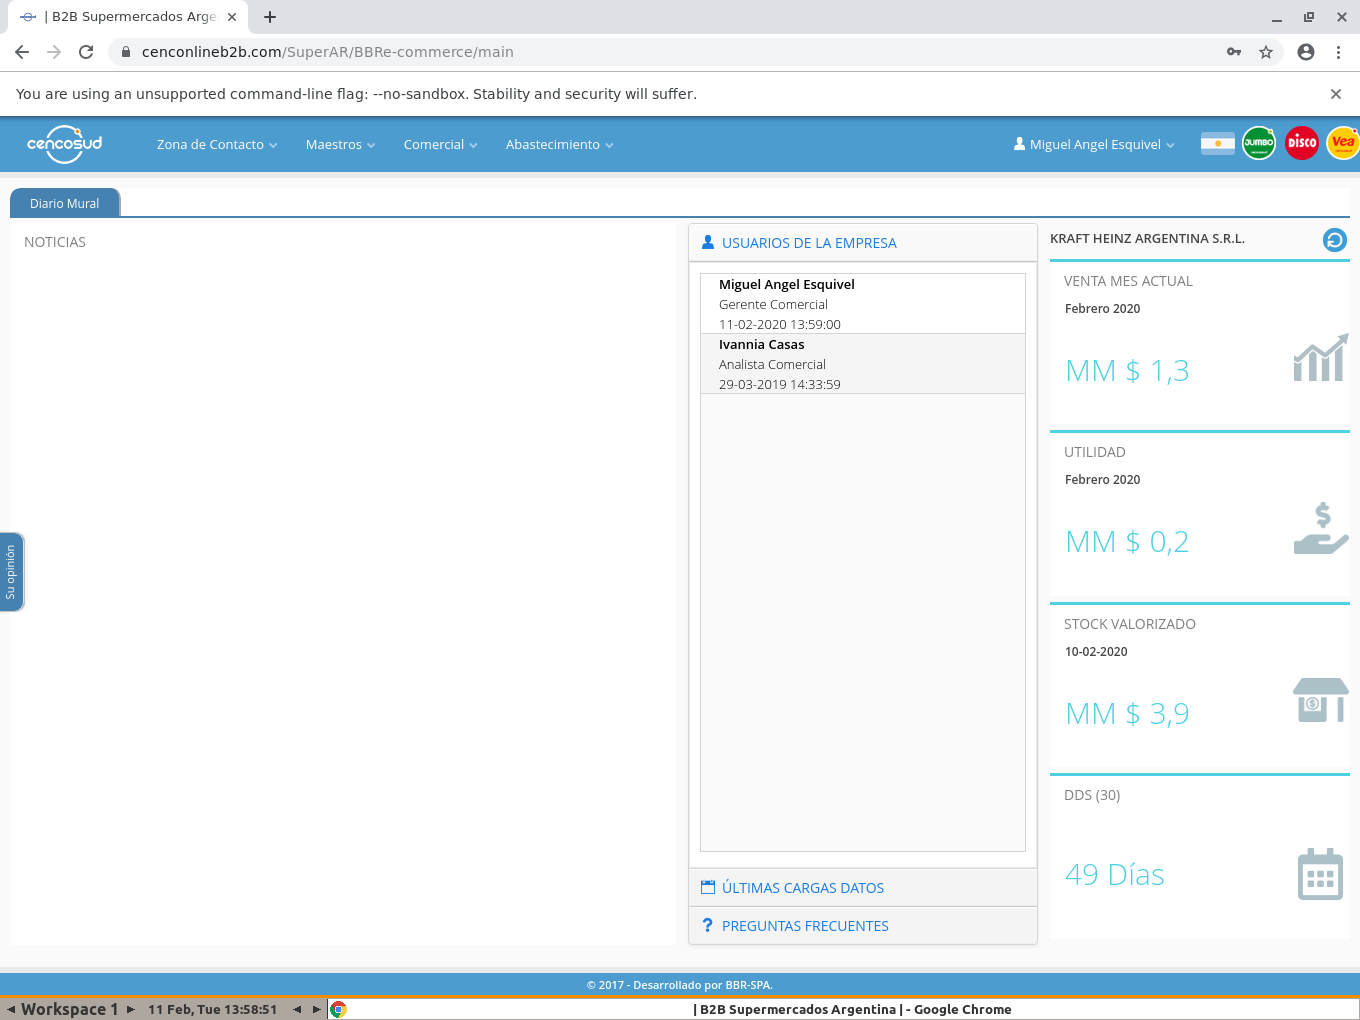 | B2B Supermercados Arge
cenconlineb2b.com/SuperAR/BBRe-commerce/main
You are using an unsupported command-line flag: --no-sandbox. Stability and security will suffer.
cencosud
Zona de Contacto
Maestros
Comercial
Abastecimiento
Miguel Angel Esquivel
JUMBO
DISCO
Vea
Diario Mural
NOTICIAS
Su opinión
USUARIOS DE LA EMPRESA
Miguel Angel Esquivel
Gerente Comercial
11-02-2020 13:59:00
Ivannia Casas
Analista Comercial
29-03-2019 14:33:59
ÚLTIMAS CARGAS DATOS
? PREGUNTAS FRECUENTES
KRAFT HEINZ ARGENTINA S.R.L.
VENTA MES ACTUAL
Febrero 2020
MM $ 1,3
UTILIDAD
Febrero 2020
MM $ 0,2
STOCK VALORIZADO
10-02-2020
MM $ 3,9
DDS (30)
49 Días
© 2017 - Desarrollado por BBR-SPA.
Workspace 1
11 Feb, Tue 13:58:51
| B2B Supermercados Argentina | - Google Chrome